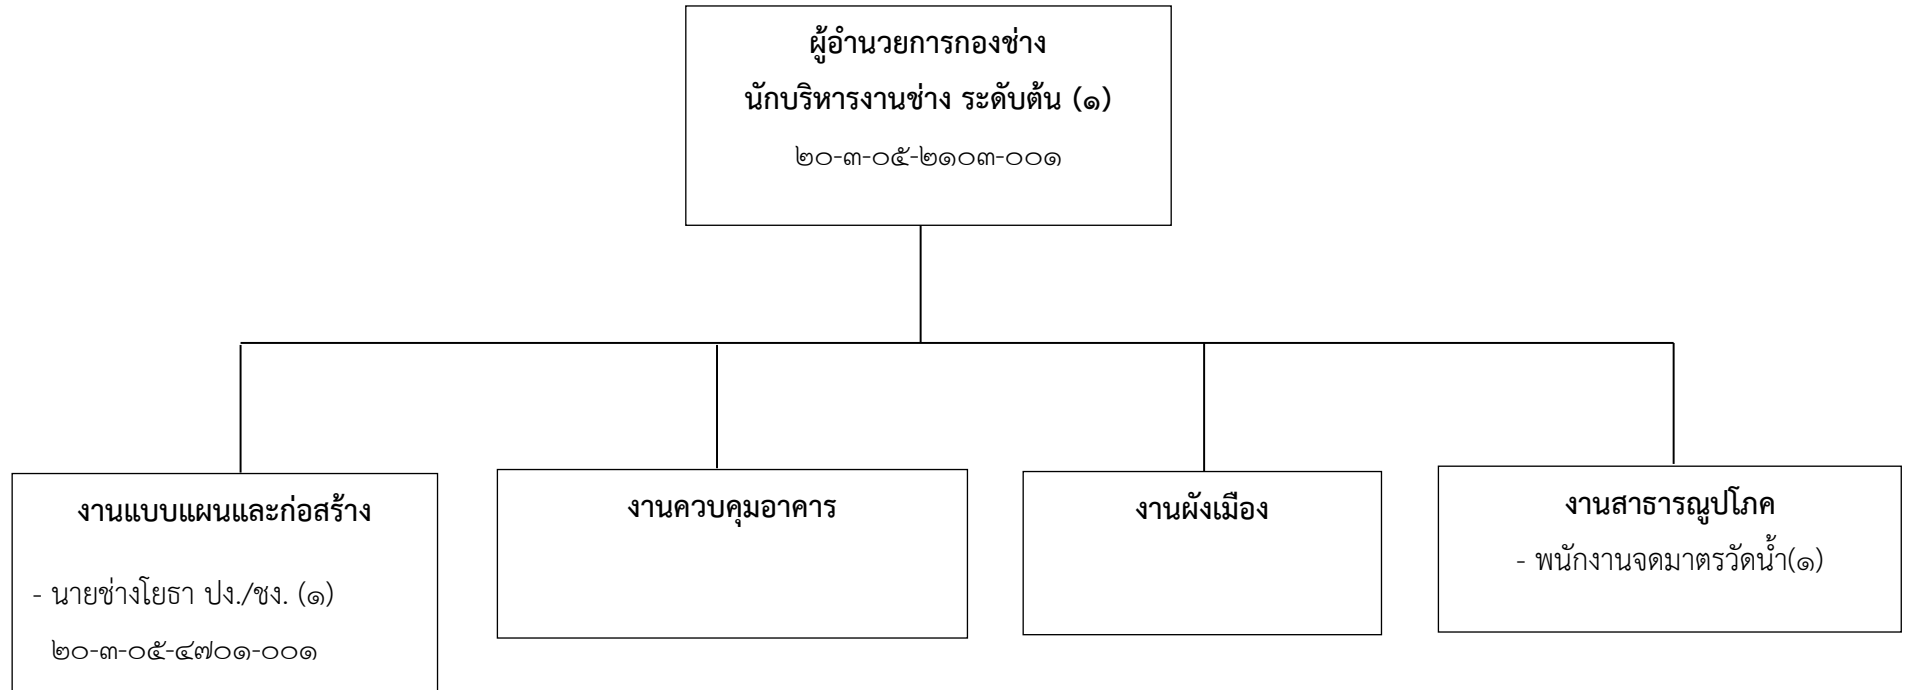 ผู้อำนวยการกองช่าง
นักบริหารงานช่าง ระดับต้น (๑)
๒๐-๓-๐๕-๒๑๐๓-๐๐๑
งานแบบแผนและก่อสร้าง
- นายช่างโยธา ปง./ชง. (๑)
๒๐-๓-๐๕-๔๗๐๑-๐๐๑
งานควบคุมอาคาร
งานผังเมือง
งานสาธารณูปโภค
- พนักงานจดมาตรวัดน้ำ(๑)